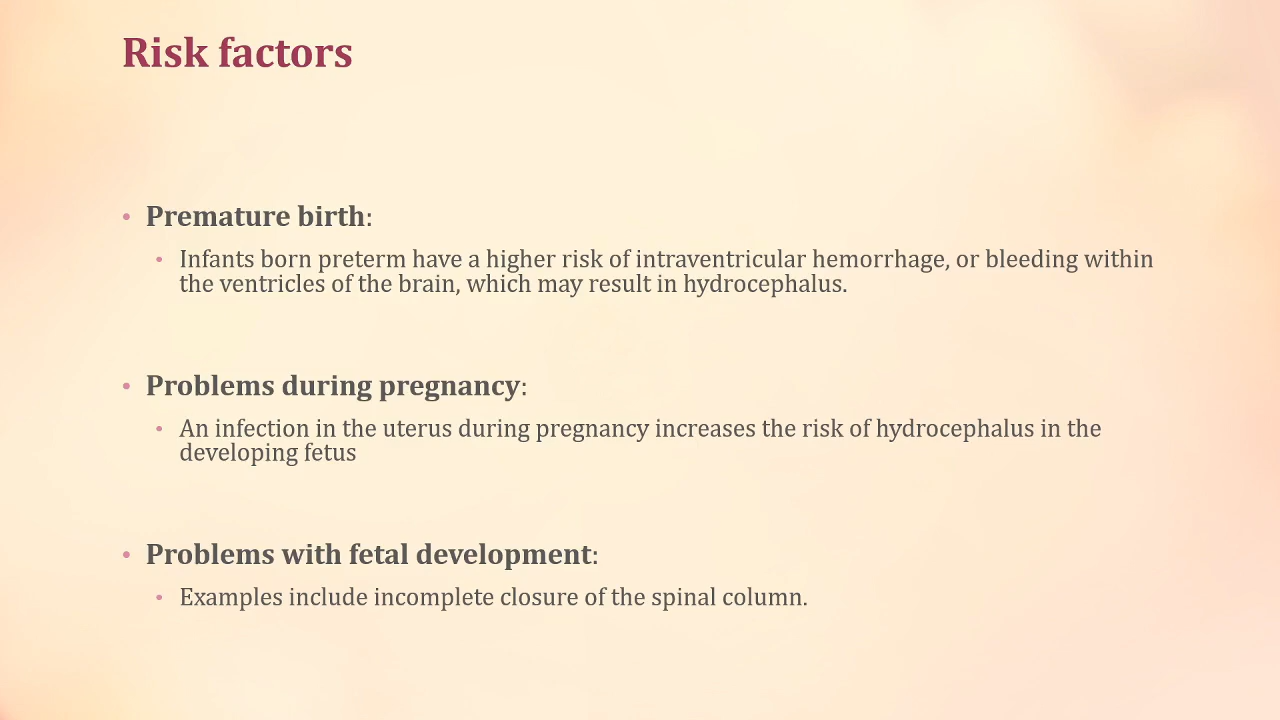 Risk factors
• Premature birth:
• Infants born preterm have a higher risk of intraventricular hemorrhage, or bleeding within
the ventricles of the brain, which may result in hydrocephalus.
• Problems during pregnancy:
• An infection in the uterus during pregnancy increases the risk of hydrocephalus in the
developing fetus
• Problems with fetal development:
• Examples include incomplete closure of the spinal column.